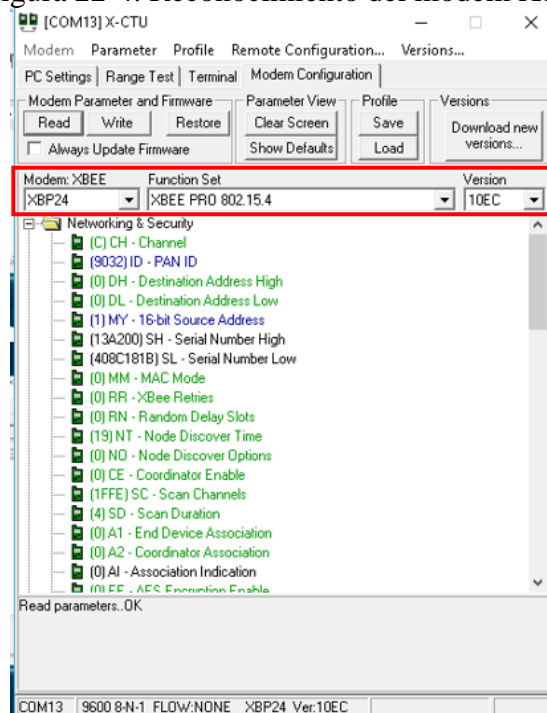 [COM13] X-CTU
Modem Parameter Profile Remote Configuration... Versions...
PC Settings Range Test Terminal Modem Configuration
Modem Parameter and Firmware Parameter View Profile Versions
Read Write Restore Clear Screen Save Download new versions...
Always Update Firmware Show Defaults Load
Modem: XBEE Function Set Version
XBP24 XBEE PRO 802.15.4 10EC
Networking & Security
(C) CH - Channel
(9032) ID - PAN ID
(0) DH - Destination Address High
(0) DL - Destination Address Low
(1) MY - 16-bit Source Address
(13A200) SH - Serial Number High
(408C181B) SL - Serial Number Low
(0) MM - MAC Mode
(0) RR - XBee Retries
(0) RN - Random Delay Slots
(19) NT - Node Discover Time
(0) NO - Node Discover Options
(0) CE - Coordinator Enable
(1FFE) SC - Scan Channels
(4) SD - Scan Duration
(0) A1 - End Device Association
(0) A2 - Coordinator Association
(0) AI - Association Indication
(0) EE - AES Encryption Enable
Read parameters..OK
COM13 9600 8-N-1 FLOW:NONE XBP24 Ver:10EC